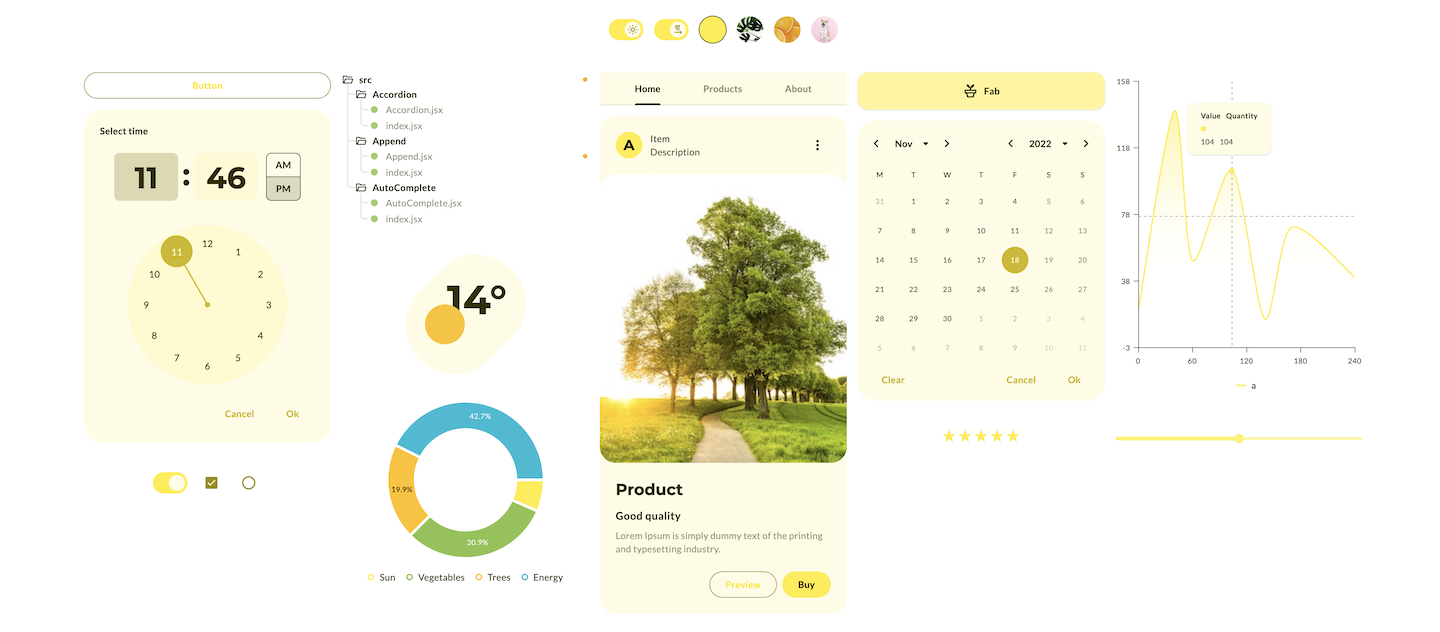 Button
Select time
11 : 46
AM
PM
12
1
2
3
4
5
6
7
8
9
10
11
Cancel Ok
src
Accordion
Accordion.jsx
index.jsx
Append
Append.jsx
index.jsx
AutoComplete
AutoComplete.jsx
index.jsx
14°
42.7%
19.9%
30.9%
Sun Vegetables Trees Energy
Home Products About
A
Item
Description
Product
Good quality
Lorem Ipsum is simply dummy text of the printing
and typesetting industry.
Preview Buy
Fab
Nov 2022
M T W T F S S
31 1 2 3 4 5 6
7 8 9 10 11 12 13
14 15 16 17 18 19 20
21 22 23 24 25 26 27
28 29 30 1 2 3 4
5 6 7 8 9 10 11
Clear Cancel Ok
158
118
78
38
-3
0 60 120 180 240
Value Quantity
104 104
a